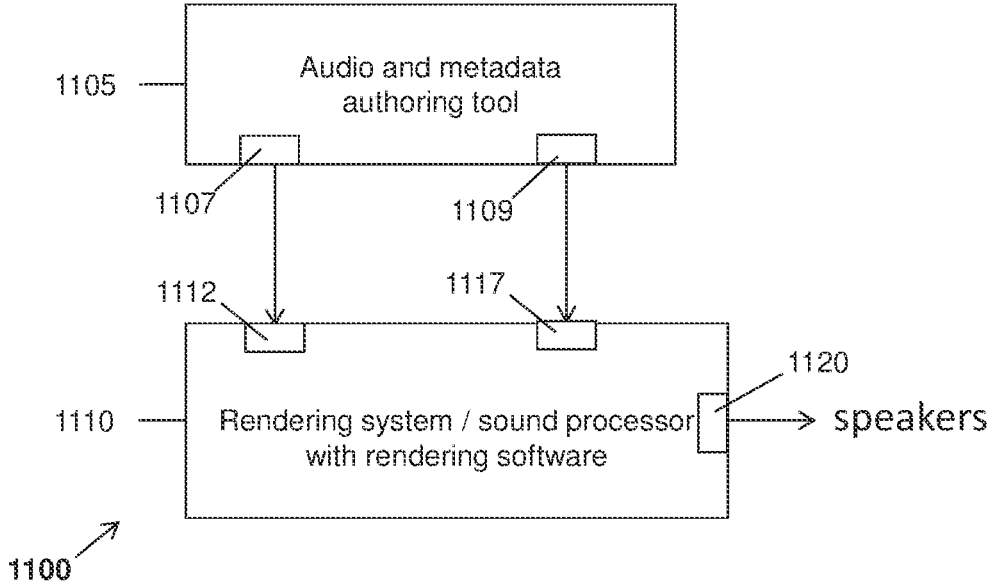 Audio and metadata
authoring tool
1105
1107
1109
1112
1117
1120
1110
Rendering system / sound processor
with rendering software
speakers
1100